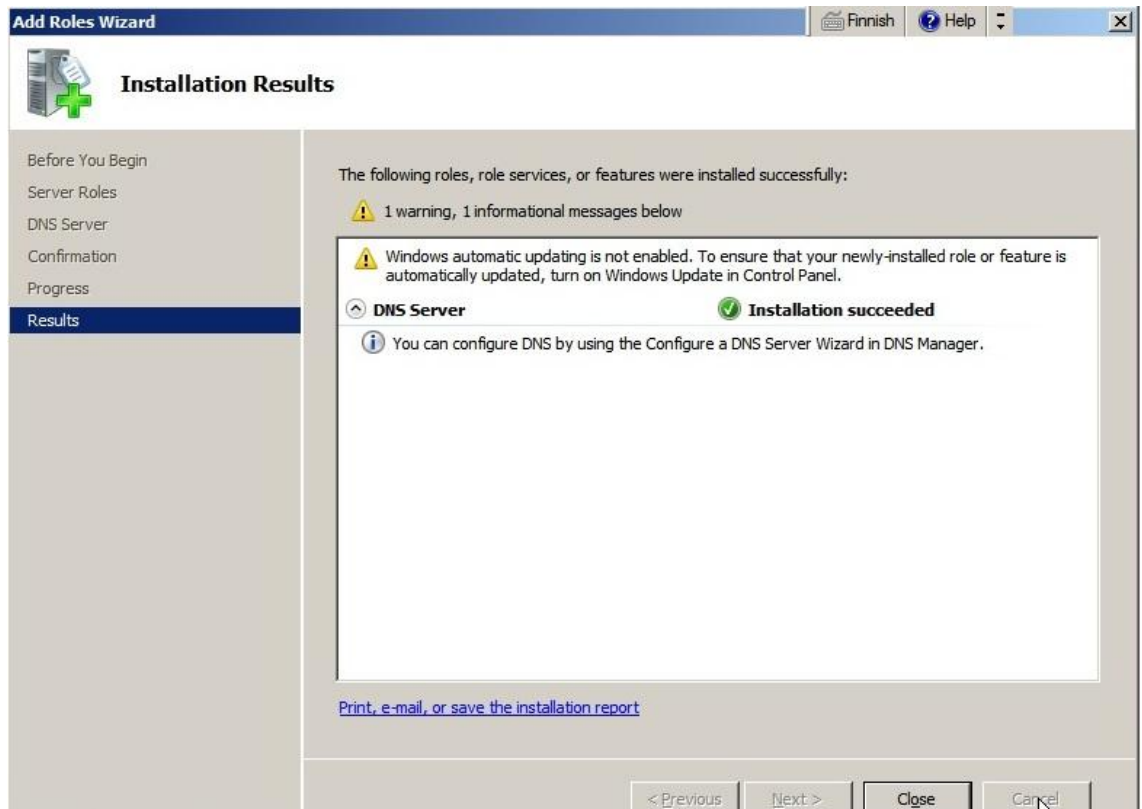 Add Roles Wizard
Finnish
Help
Installation Results
Before You Begin
Server Roles
DNS Server
Confirmation
Progress
Results
The following roles, role services, or features were installed successfully:
1 warning, 1 informational messages below
Windows automatic updating is not enabled. To ensure that your newly-installed role or feature is
automatically updated, turn on Windows Update in Control Panel.
DNS Server
Installation succeeded
You can configure DNS by using the Configure a DNS Server Wizard in DNS Manager.
Print, e-mail, or save the installation report
< Previous
Next >
Close
Cancel